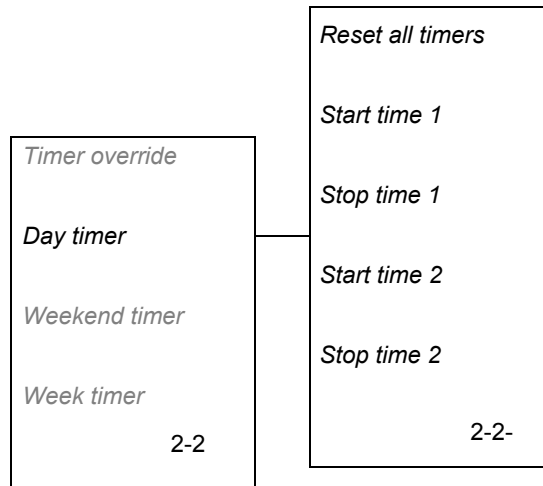 Timer override
Day timer
Weekend timer
Week timer
2-2
Reset all timers
Start time 1
Stop time 1
Start time 2
Stop time 2
2-2-